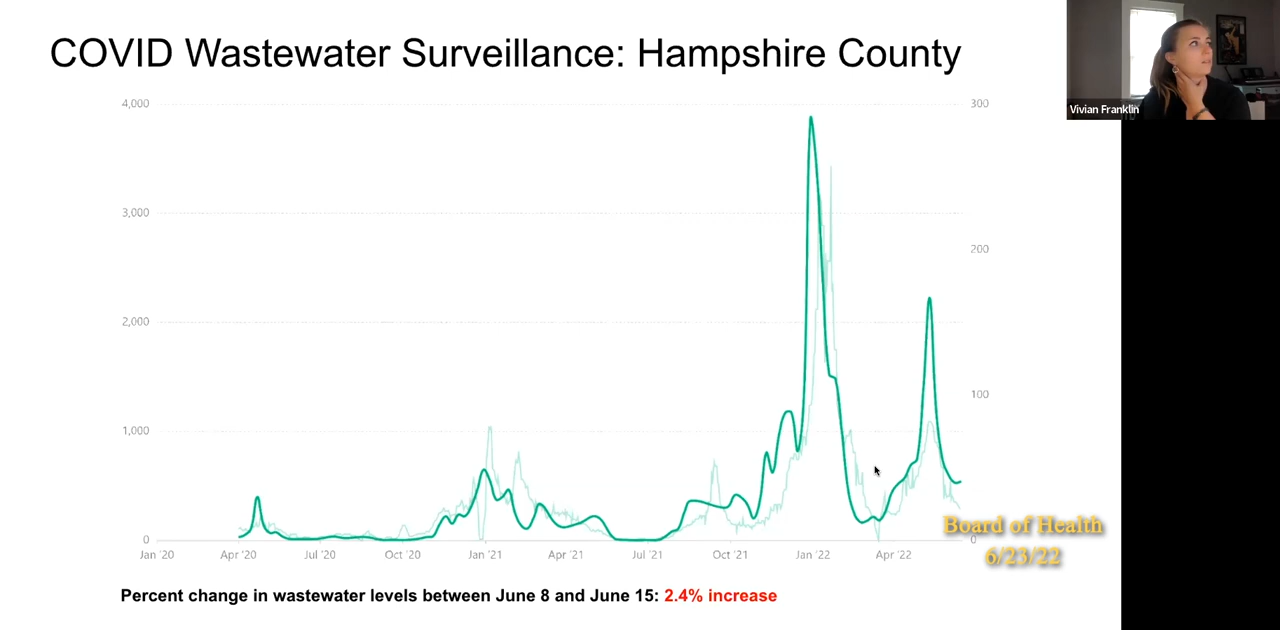 COVID Wastewater Surveillance: Hampshire County
Vivian Franklin
4,000
300
3,000
200
2,000
100
1,000
0
0
Jan '20
Apr '20
Jul '20
Oct '20
Jan '21
Apr '21
Jul '21
Oct '21
Jan '22
Apr '22
Board of Health
6/23/22
Percent change in wastewater levels between June 8 and June 15: 2.4% increase